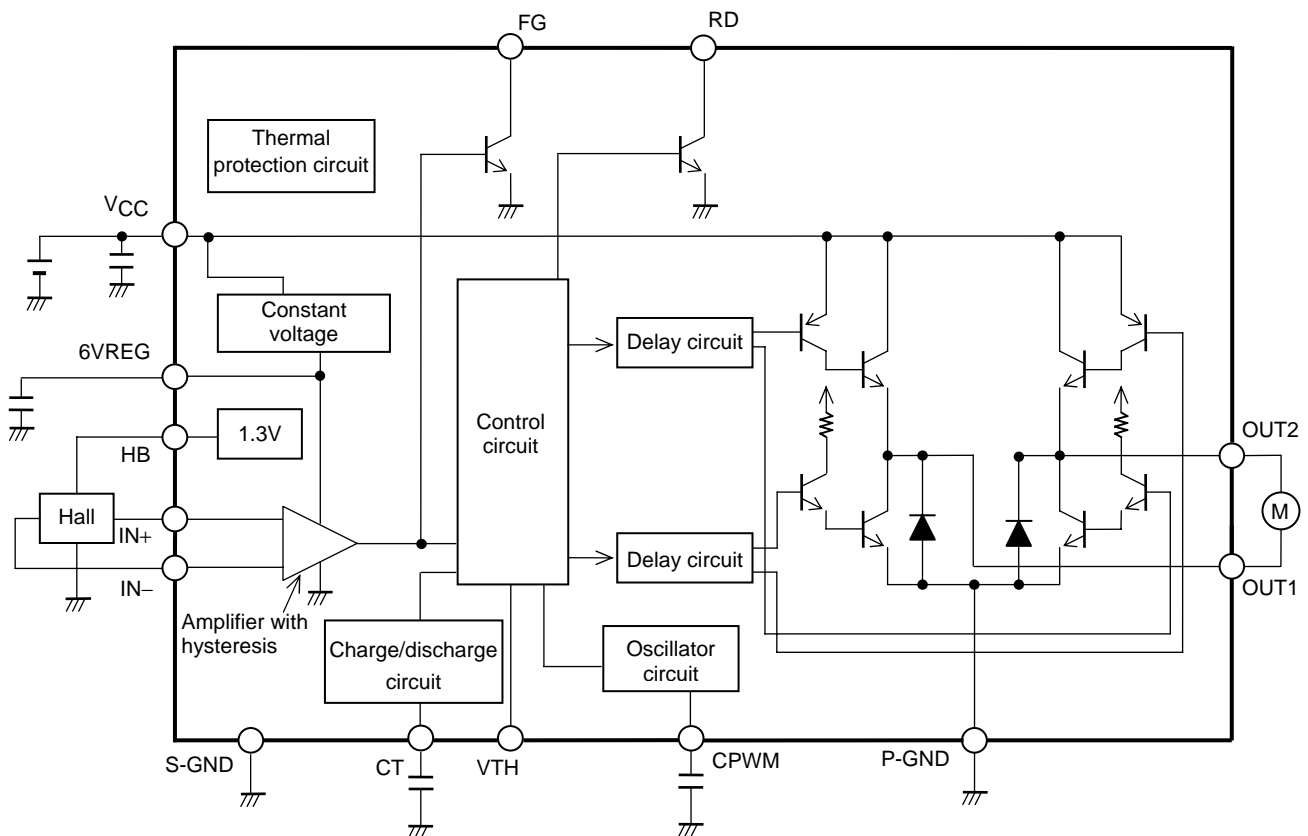 FG
RD
Thermal
protection circuit
VCC
Constant
voltage
Delay circuit
6VREG
1.3V
Control
circuit
HB
OUT2
Hall
M
IN+
Delay circuit
IN−
OUT1
Amplifier with
hysteresis
Charge/discharge
circuit
Oscillator
circuit
S-GND
CT
VTH
CPWM
P-GND